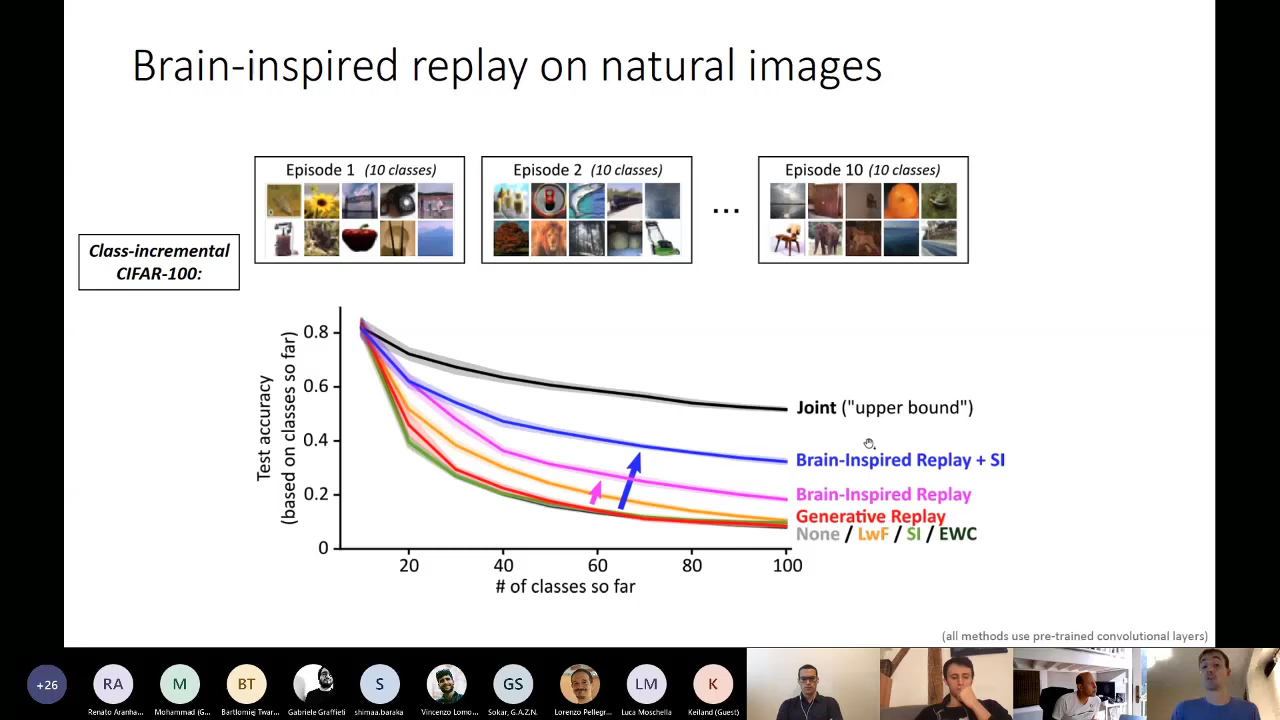 Brain-inspired replay on natural images
Episode 1 (10 classes)
Episode 2 (10 classes)
...
Episode 10 (10 classes)
Class-incremental
CIFAR-100:
Test accuracy
(based on classes so far)
0.8
0.6
0.4
0.2
0
20
40
60
80
100
# of classes so far
Joint ("upper bound")
Brain-Inspired Replay + SI
Brain-Inspired Replay
Generative Replay
None / LwF / SI / EWC
(all methods use pre-trained convolutional layers)
+26
RA
M
BT
S
GS
LM
K
Renato Aranha...
Mohammad (G...
Bartłomiej Twar...
Gabriele Graffieti
shimaa.baraka
Vincenzo Lomo...
Sokar, G.A.Z.N.
Lorenzo Pellegr...
Luca Moschella
Keiland (Guest)